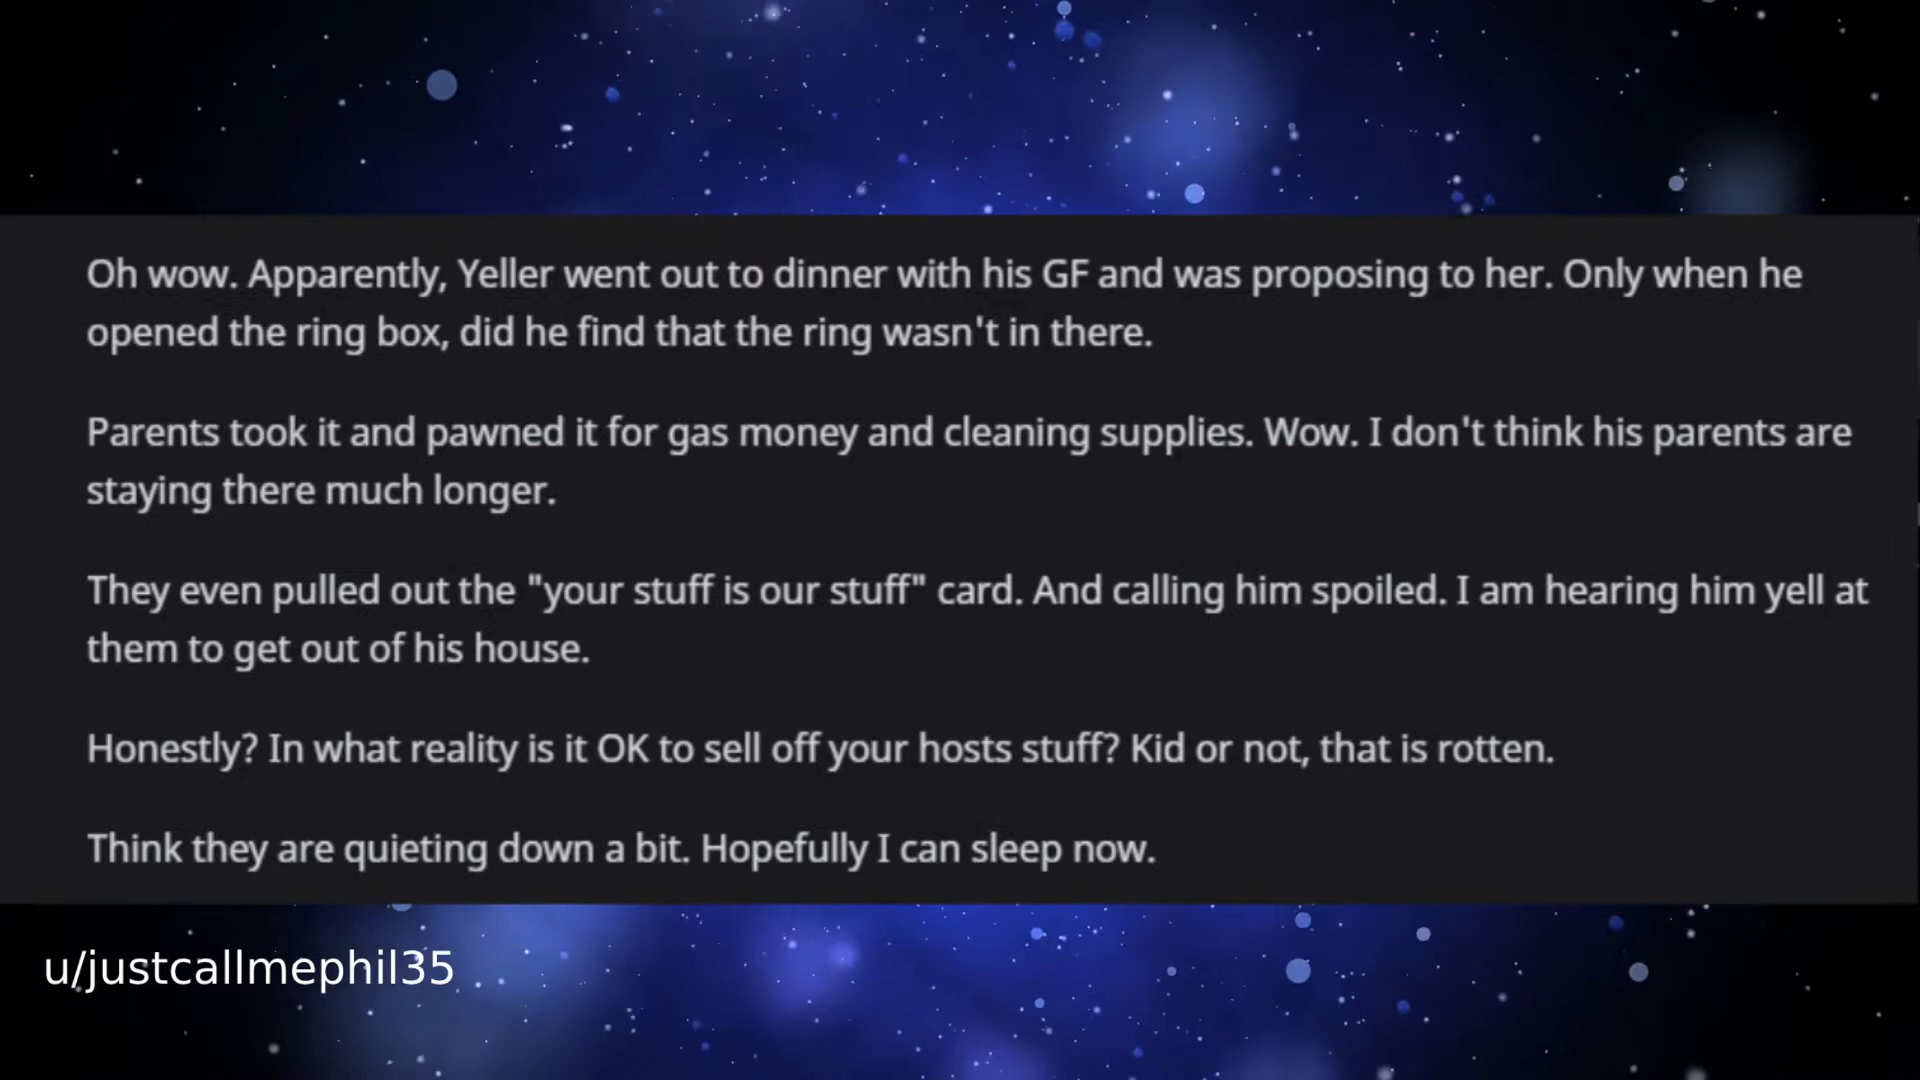 Oh wow. Apparently, Yeller went out to dinner with his GF and was proposing to her. Only when he
opened the ring box, did he find that the ring wasn't in there.
Parents took it and pawned it for gas money and cleaning supplies. Wow. I don't think his parents are
staying there much longer.
They even pulled out the "your stuff is our stuff" card. And calling him spoiled. I am hearing him yell at
them to get out of his house.
Honestly? In what reality is it OK to sell off your hosts stuff? Kid or not, that is rotten.
Think they are quieting down a bit. Hopefully I can sleep now.
u/justcallmephil35